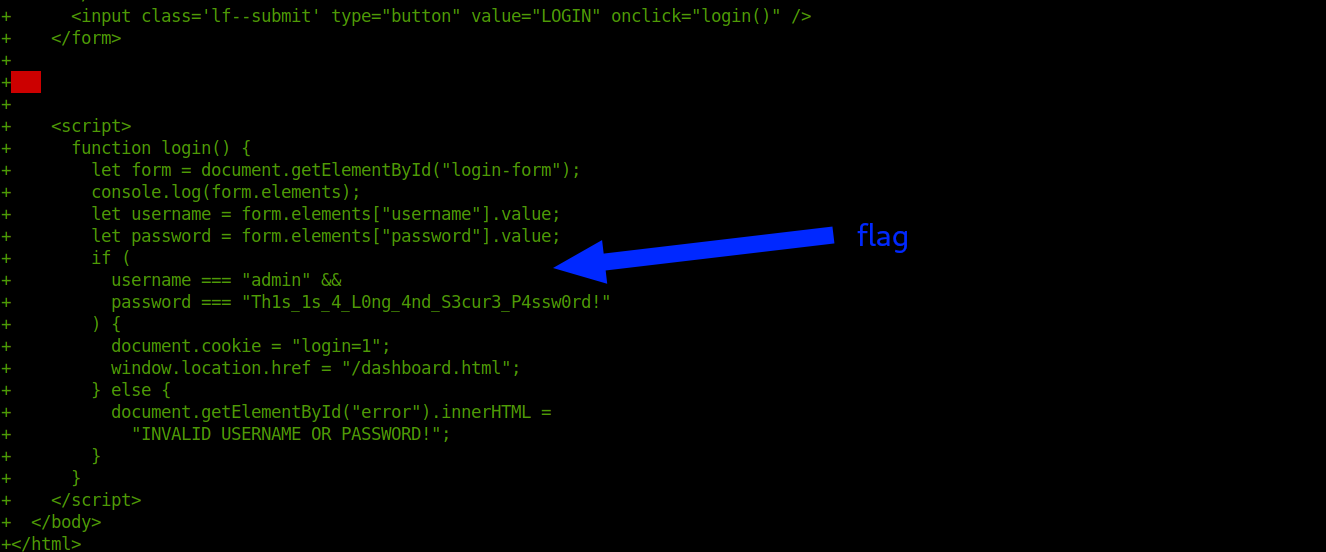 +      <input class='lf--submit' type="button" value="LOGIN" onclick="login()" />
+    </form>
+
+
+
+    <script>
+      function login() {
+        let form = document.getElementById("login-form");
+        console.log(form.elements);
+        let username = form.elements["username"].value;
+        let password = form.elements["password"].value;
flag
+        if (
+          username === "admin" &&
+          password === "Th1s_1s_4_L0ng_4nd_S3cur3_P4ssw0rd!"
+        ) {
+          document.cookie = "login=1";
+          window.location.href = "/dashboard.html";
+        } else {
+          document.getElementById("error").innerHTML =
+            "INVALID USERNAME OR PASSWORD!";
+        }
+      }
+    </script>
+  </body>
+</html>